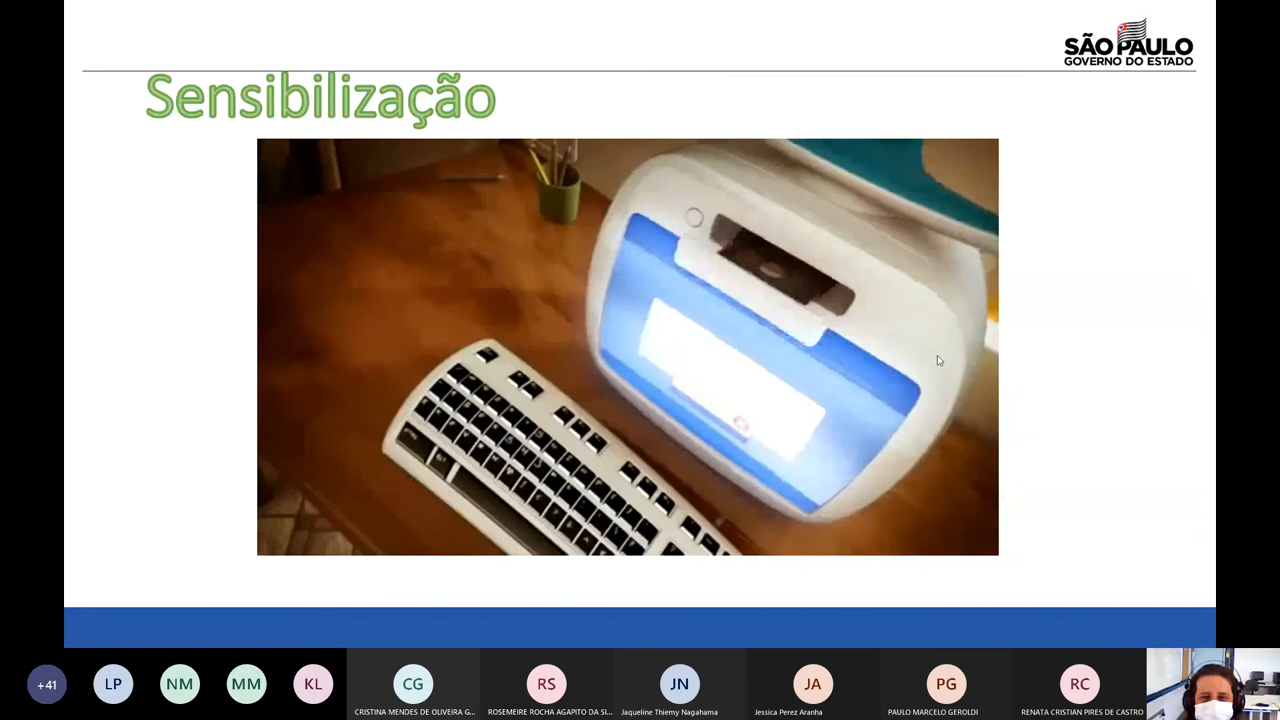 SÃO PAULO
GOVERNO DO ESTADO
Sensibilização
+41
LP
NM
MM
KL
CG
RS
JN
JA
PG
RC
CRISTINA MENDES DE OLIVEIRA G...
ROSEMEIRE ROCHA AGAPITO DA SI...
Jaqueline Thiemy Nagahama
Jessica Perez Aranha
PAULO MARCELO GEROLDI
RENATA CRISTIAN PIRES DE CASTRO